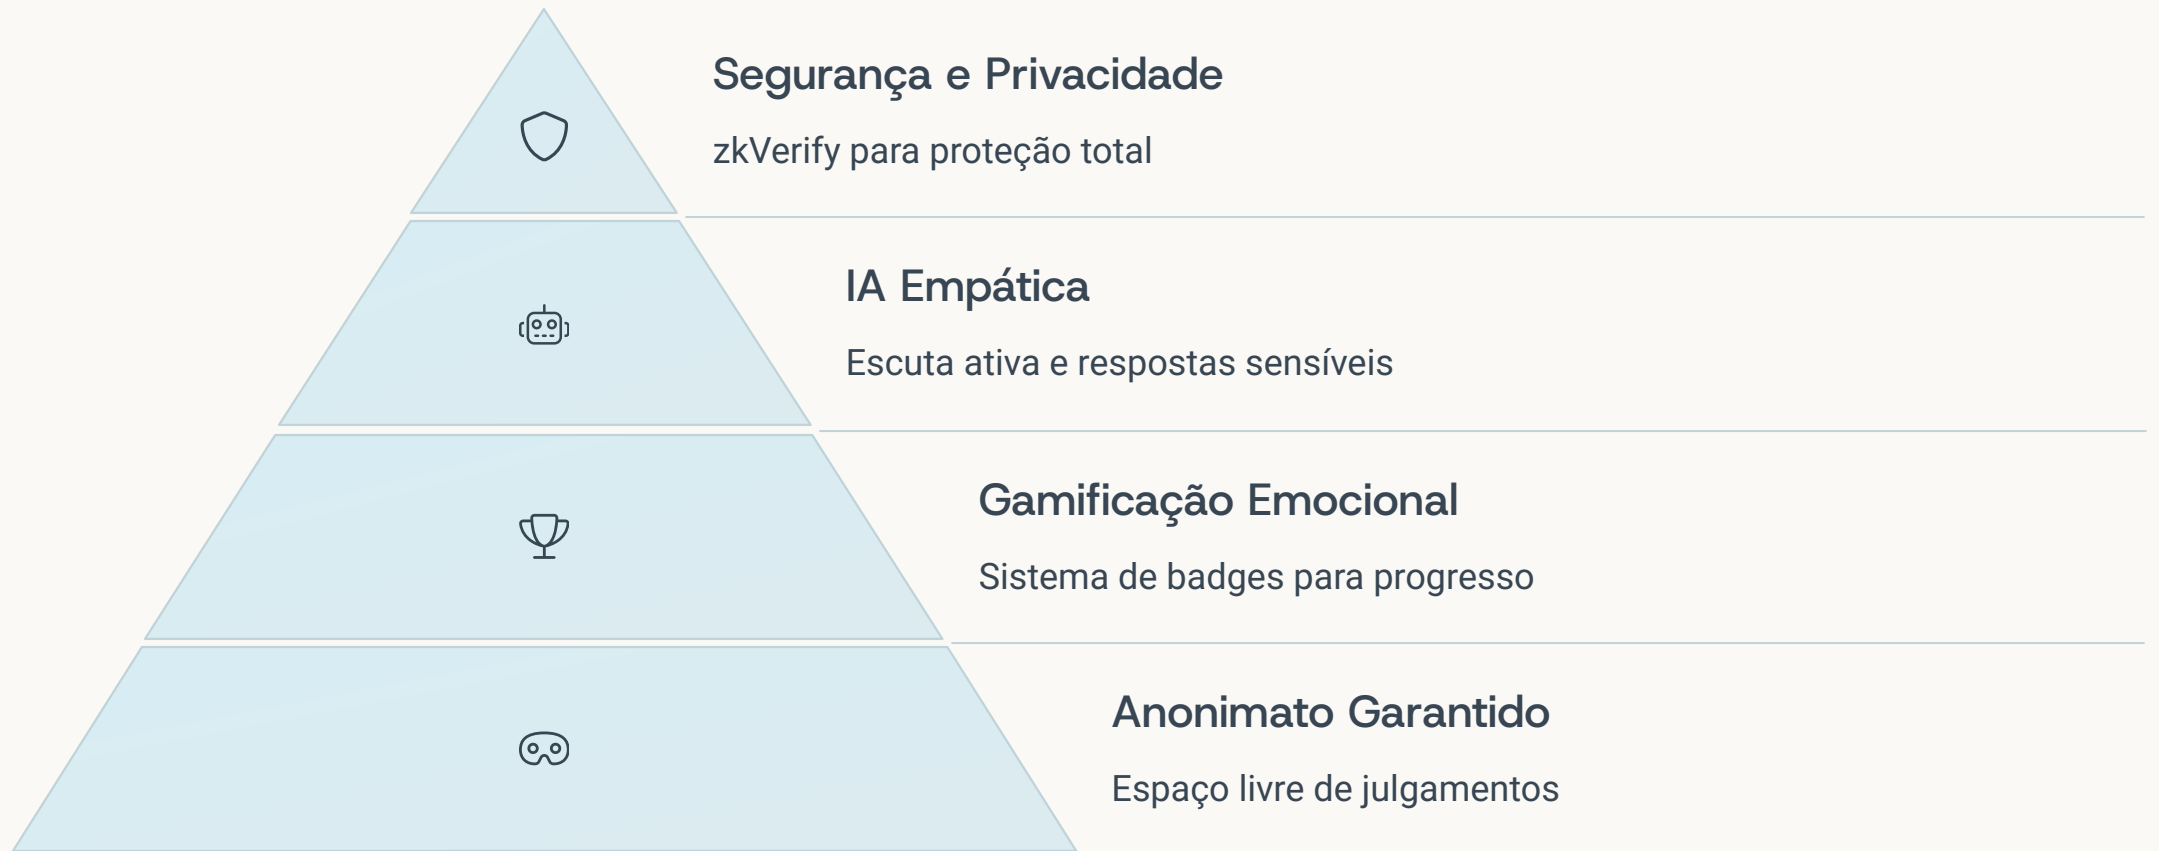 Segurança e Privacidade
zkVerify para proteção total
IA Empática
Escuta ativa e respostas sensíveis
Gamificação Emocional
Sistema de badges para progresso
Anonimato Garantido
Espaço livre de julgamentos